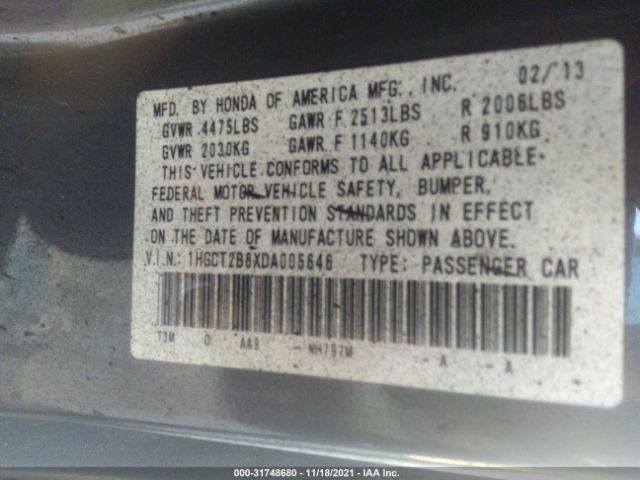 MFD. BY HONDA OF AMERICA MFG., INC. 02/'13
GVWR 4475LBS GAWR F 2513LBS R 2006LBS
GVWR 2030KG GAWR F 1140KG R 910KG
THIS VEHICLE CONFORMS TO ALL APPLICABLE
FEDERAL MOTOR VEHICLE SAFETY, BUMPER,
AND THEFT PREVENTION STANDARDS IN EFFECT
ON THE DATE OF MANUFACTURE SHOWN ABOVE.
V.I.N.: 1HGCT2B8XDA005646 TYPE: PASSENGER CAR
T3M 0 AA9 - NH797M - A - A
000-31748680 - 11/18/2021 - IAA Inc.